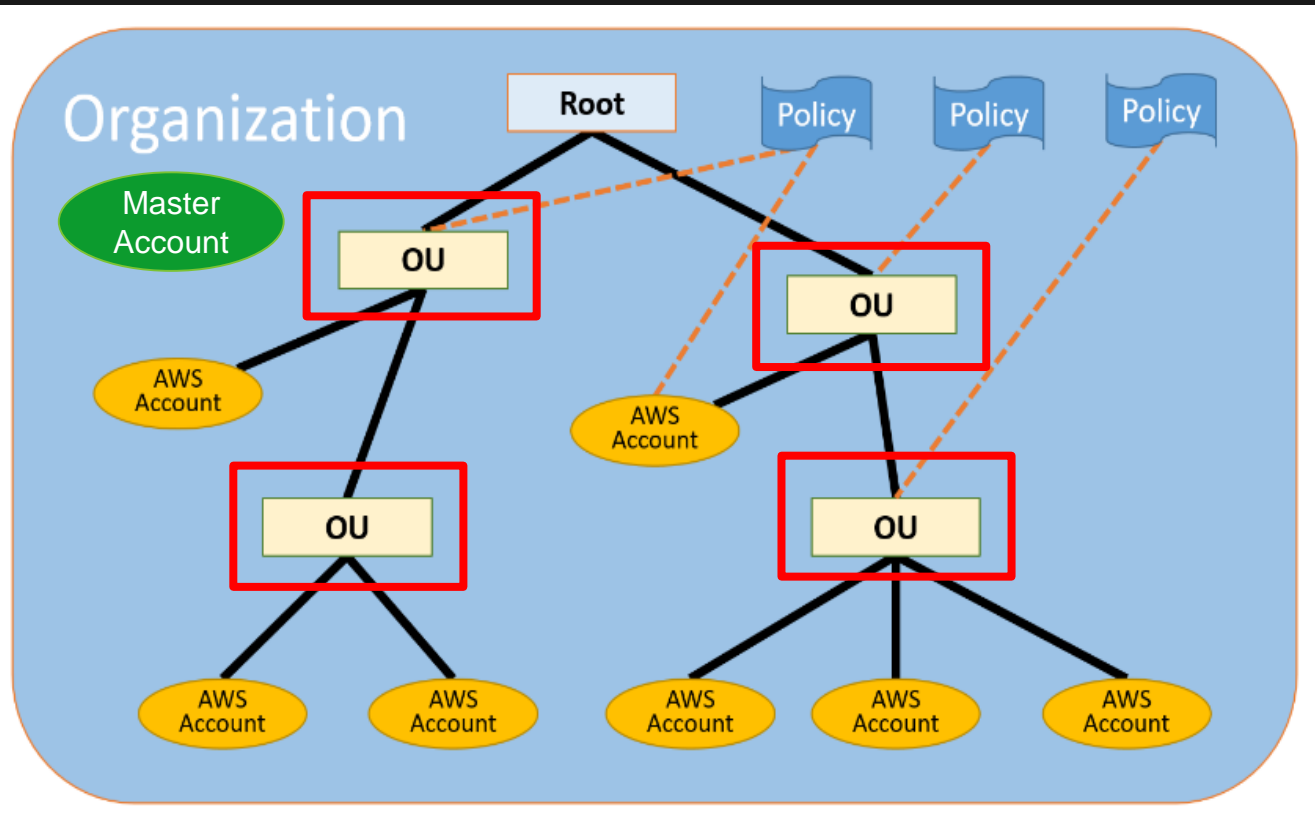 Organization
Root
Policy
Policy
Policy
Master
Account
OU
OU
AWS
Account
AWS
Account
OU
OU
AWS
Account
AWS
Account
AWS
Account
AWS
Account
AWS
Account